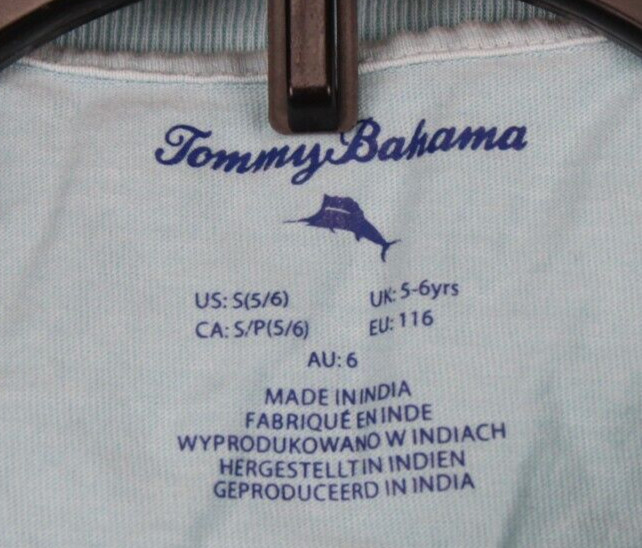 Tommy Bahama
US: S(5/6) UK: 5-6yrs
CA: S/P(5/6) EU: 116
AU: 6
MADE IN INDIA
FABRIQUÉ EN INDE
WYPRODUKOWANO W INDIACH
HERGESTELLT IN INDIEN
GEPRODUCEERD IN INDIA